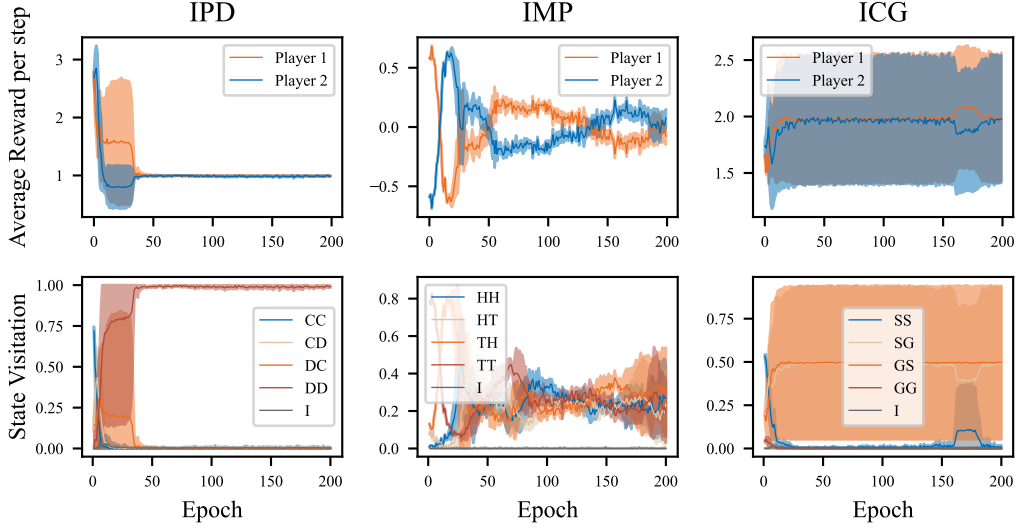 IPD
IMP
ICG
Average Reward per step
3
2
1
0
50
100
150
200
Player 1
Player 2
0.5
0.0
−0.5
0
50
100
150
200
Player 1
Player 2
2.5
2.0
1.5
0
50
100
150
200
Player 1
Player 2
State Visitation
1.00
0.75
0.50
0.25
0.00
0
50
100
150
200
Epoch
CC
CD
DC
DD
I
0.8
0.6
0.4
0.2
0.0
0
50
100
150
200
Epoch
HH
HT
TH
TT
I
0.75
0.50
0.25
0.00
0
50
100
150
200
Epoch
SS
SG
GS
GG
I